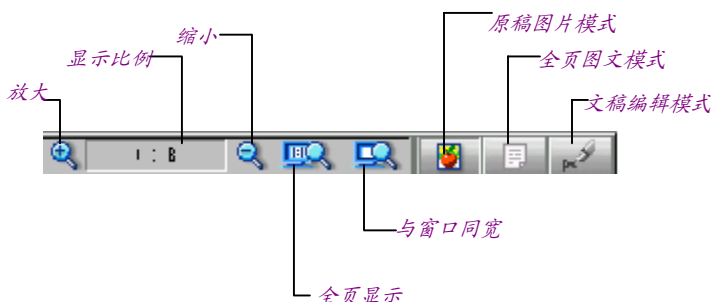 原稿图片模式
缩小
显示比例
全页图文模式
放大
文稿编辑模式
1 : 8
与窗口同宽
全页显示